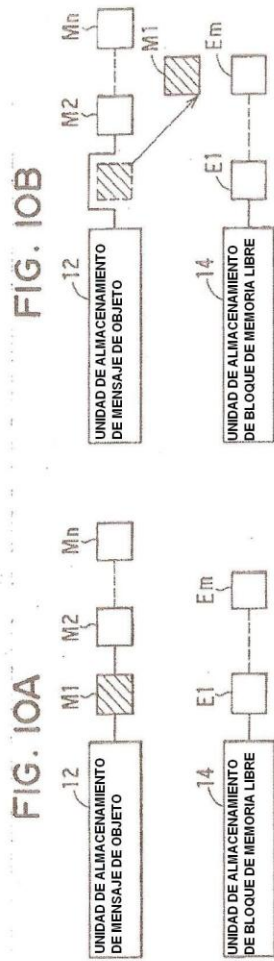 FIG. 10A
12
UNIDAD DE ALMACENAMIENTO
DE MENSAJE DE OBJETO
M1
M2
Mn
14
UNIDAD DE ALMACENAMIENTO
DE BLOQUE DE MEMORIA LIBRE
E1
Em
FIG. 10B
12
UNIDAD DE ALMACENAMIENTO
DE MENSAJE DE OBJETO
M2
Mn
M1
14
UNIDAD DE ALMACENAMIENTO
DE BLOQUE DE MEMORIA LIBRE
E1
Em